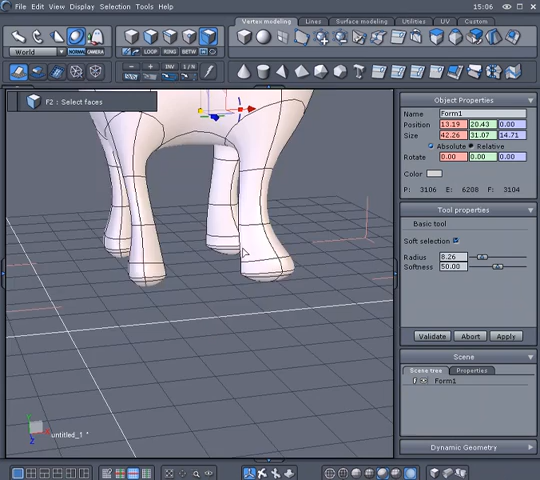 File Edit View Display Selection Tools Help
15:06
Vertex modeling Lines Surface modeling Utilities UV Custom
World
NORMA CAMERA
LOOP RING BETW
INV 1/N
F2 : Select faces
Object Properties
Name Form1
Position 13.19 20.43 0.00
Size 42.26 31.07 14.71
Absolute Relative
Rotate 0.00 0.00 0.00
Color
P: 3106 E: 6208 F: 3104
Tool properties
Basic tool
Soft selection
Radius 8.26
Softness 50.00
Validate Abort Apply
Scene
Scene tree Properties
Form1
Dynamic Geometry
untitled_1 *
Y
Z